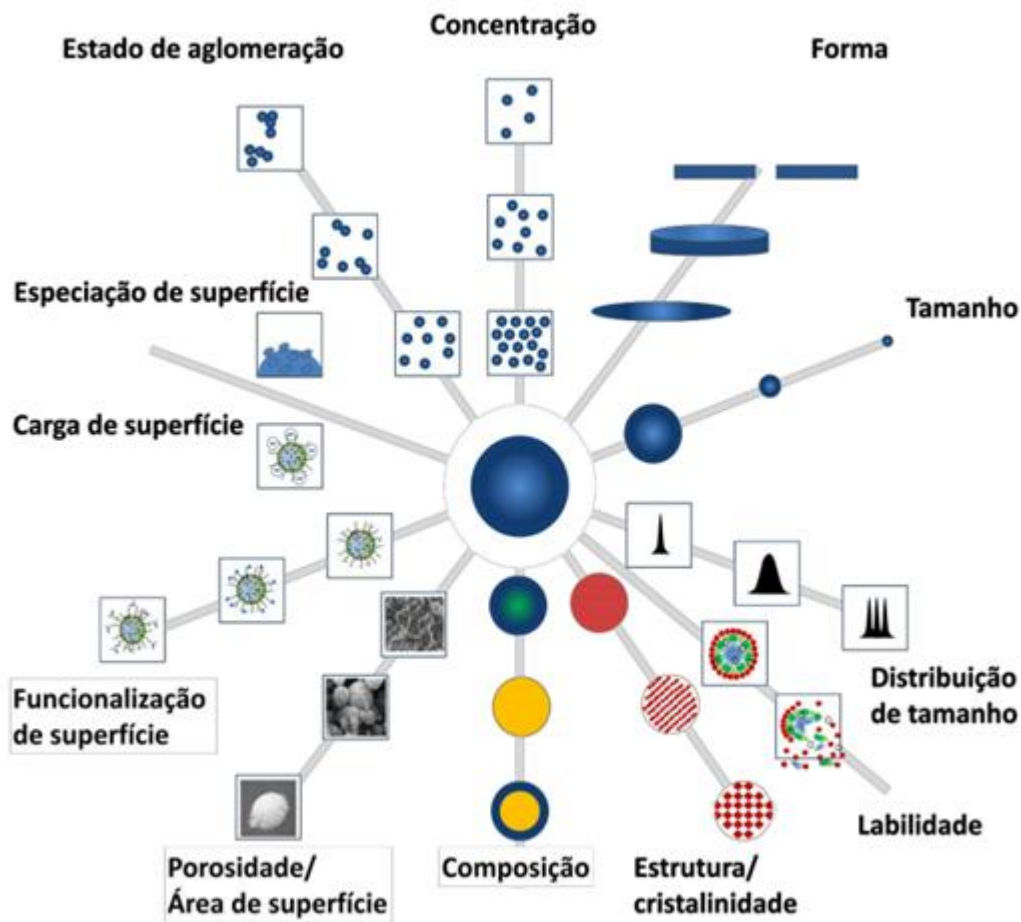 Concentração
Estado de aglomeração
Forma
Especiação de superfície
Tamanho
Carga de superfície
Distribuição
de tamanho
Funcionalização
de superfície
Labilidade
Porosidade/
Área de superfície
Composição
Estrutura/
cristalinidade